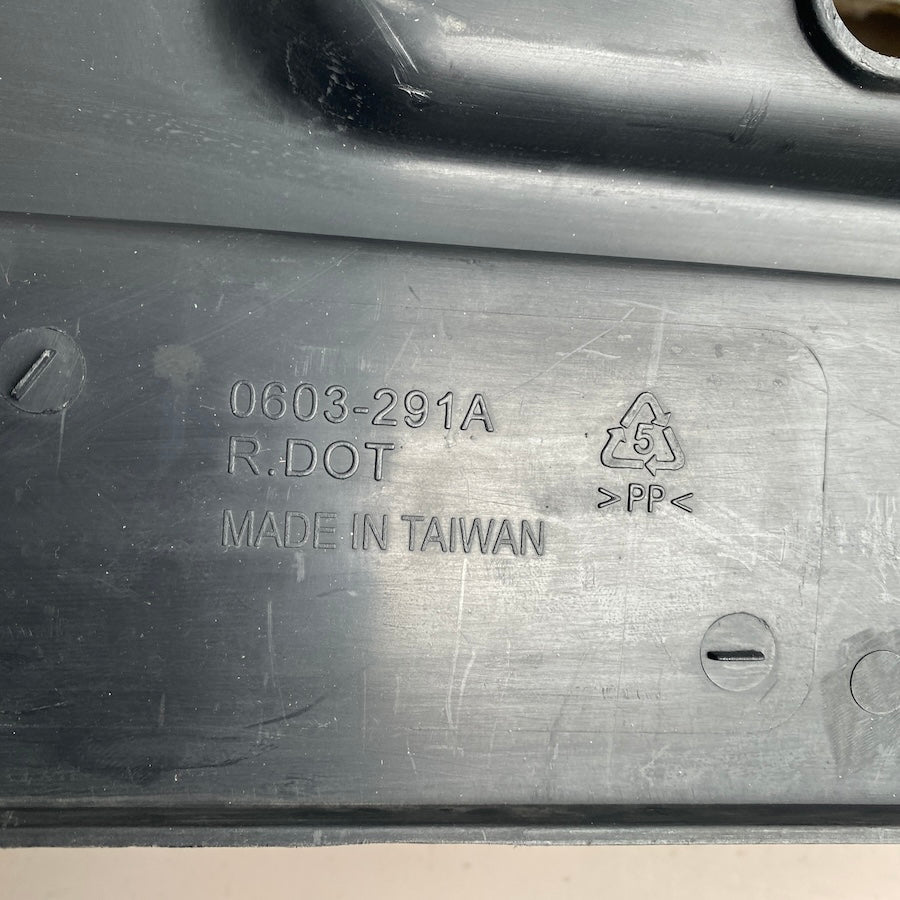 0603-291A
R.DOT
MADE IN TAIWAN
5
>PP<